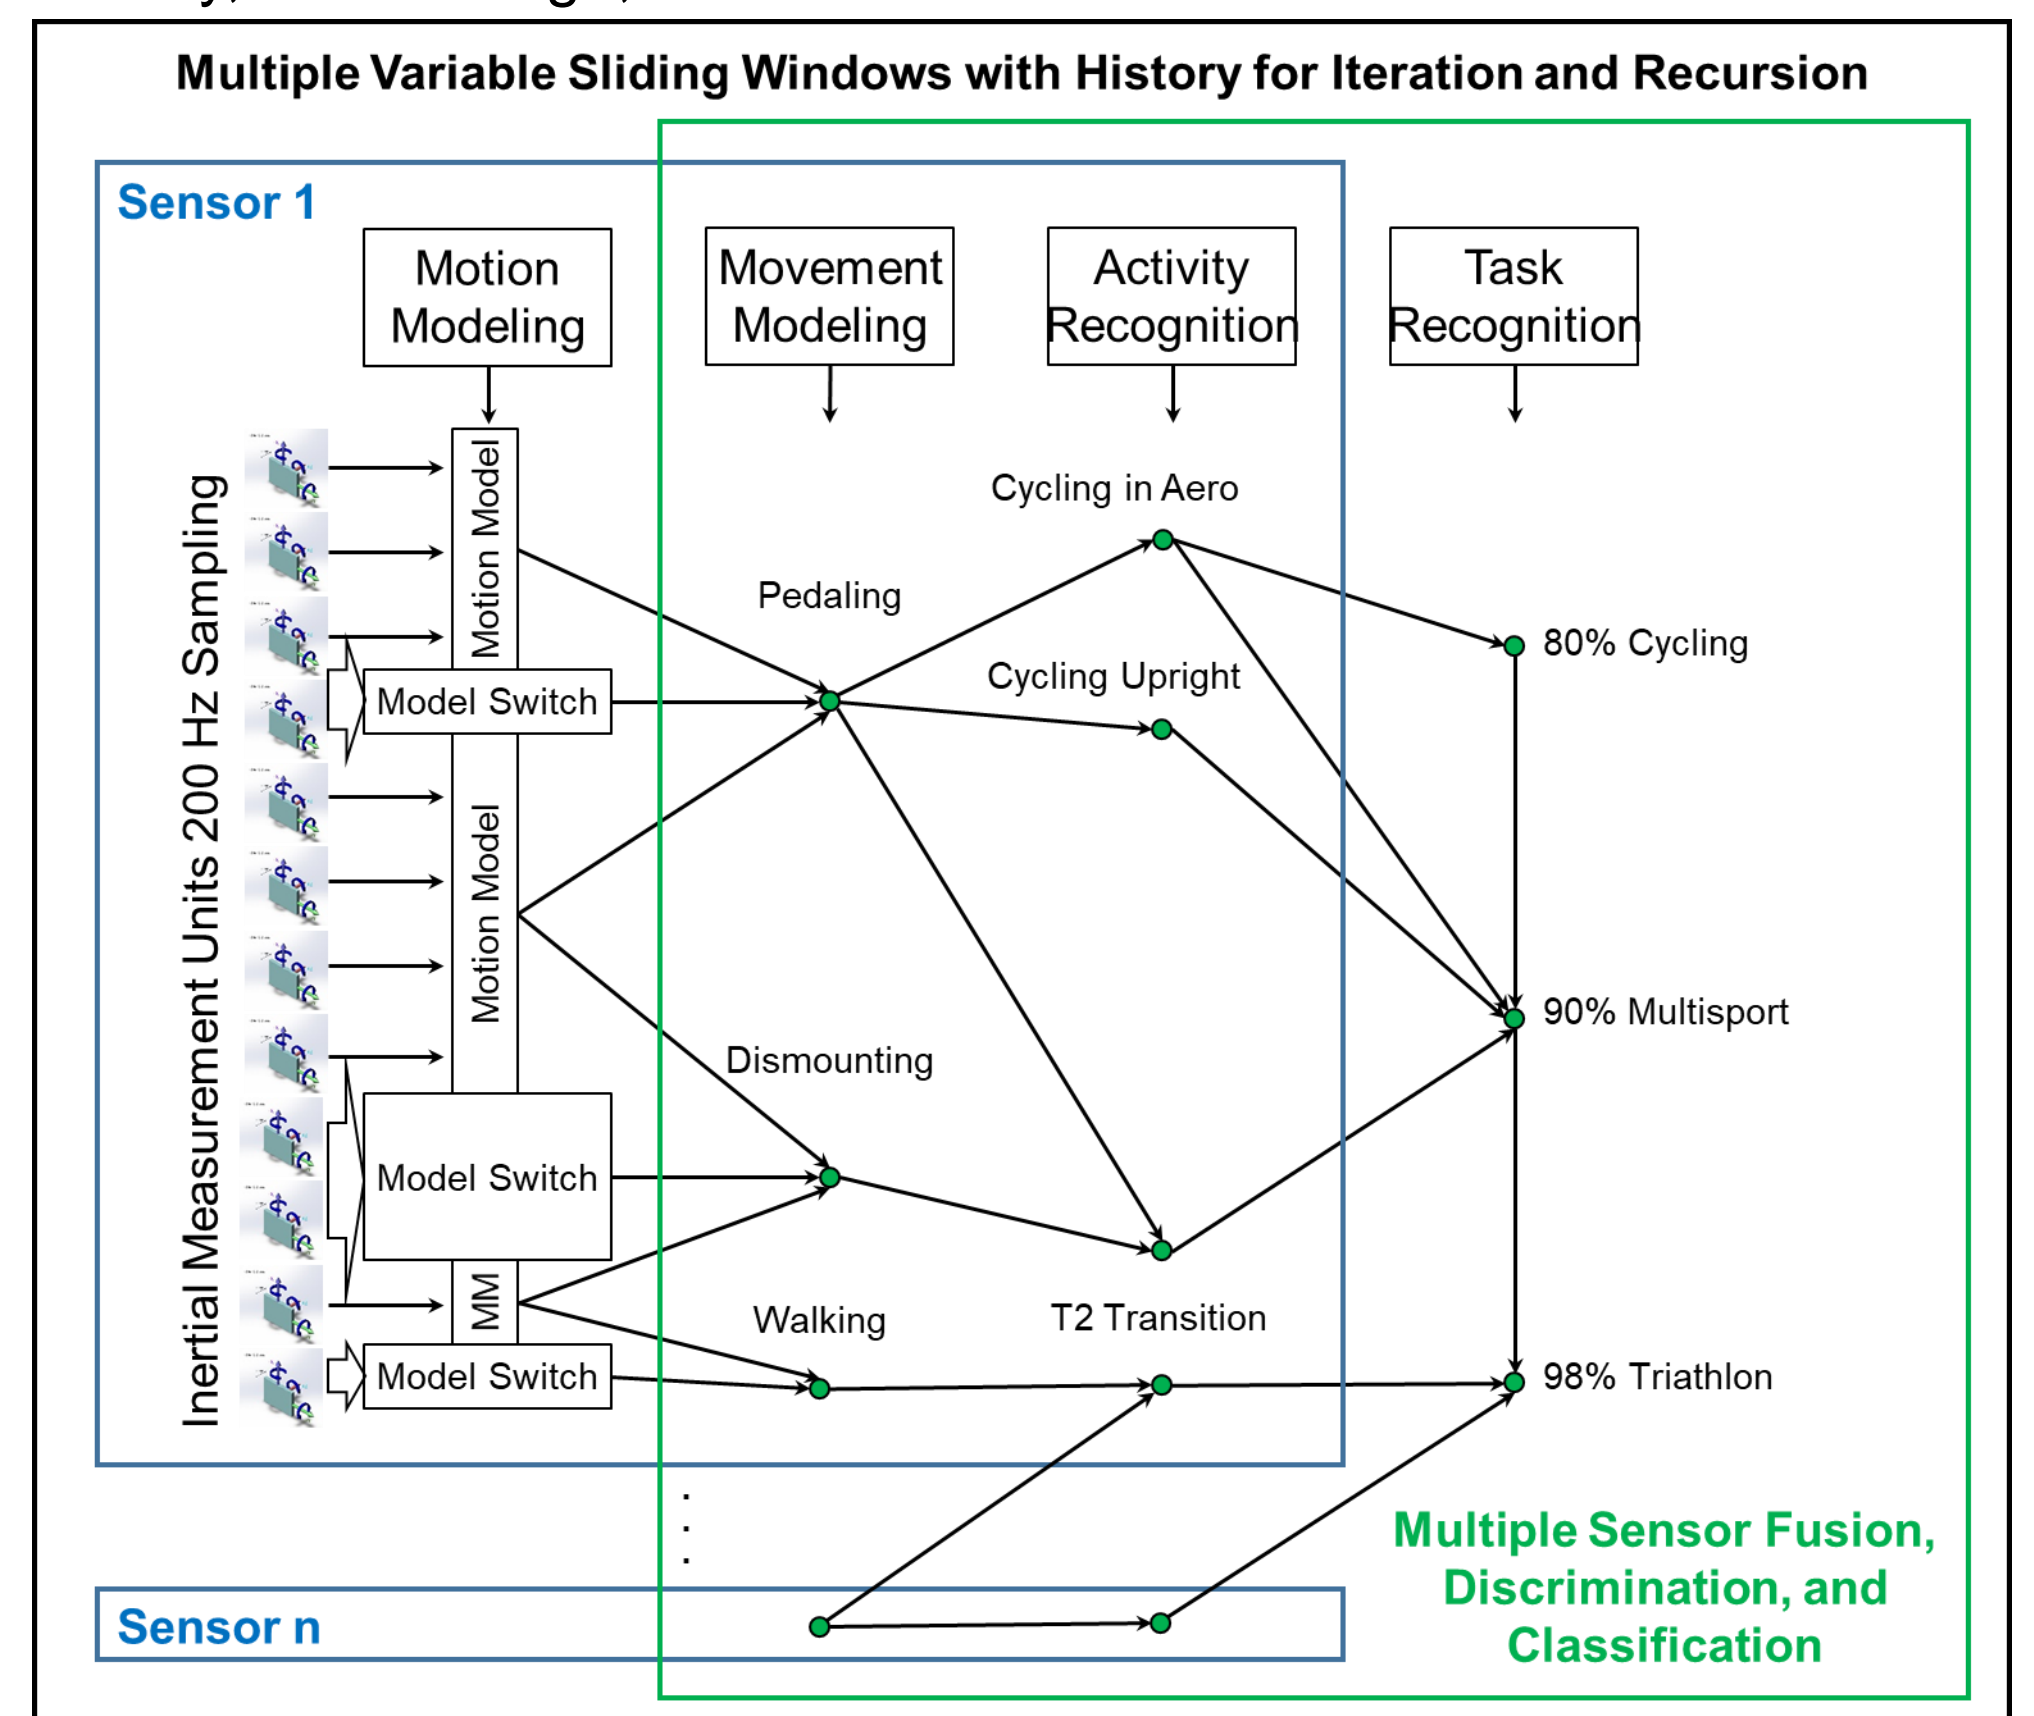 Multiple Variable Sliding Windows with History for Iteration and Recursion
Sensor 1
Motion
Modeling
Movement
Modeling
Activity
Recognition
Task
Recognition
Inertial Measurement Units 200 Hz Sampling
Motion Model
Model Switch
Motion Model
Model Switch
MM
Model Switch
Pedaling
Dismounting
Walking
Cycling in Aero
Cycling Upright
T2 Transition
80% Cycling
90% Multisport
98% Triathlon
.
.
.
Sensor n
Multiple Sensor Fusion,
Discrimination, and
Classification